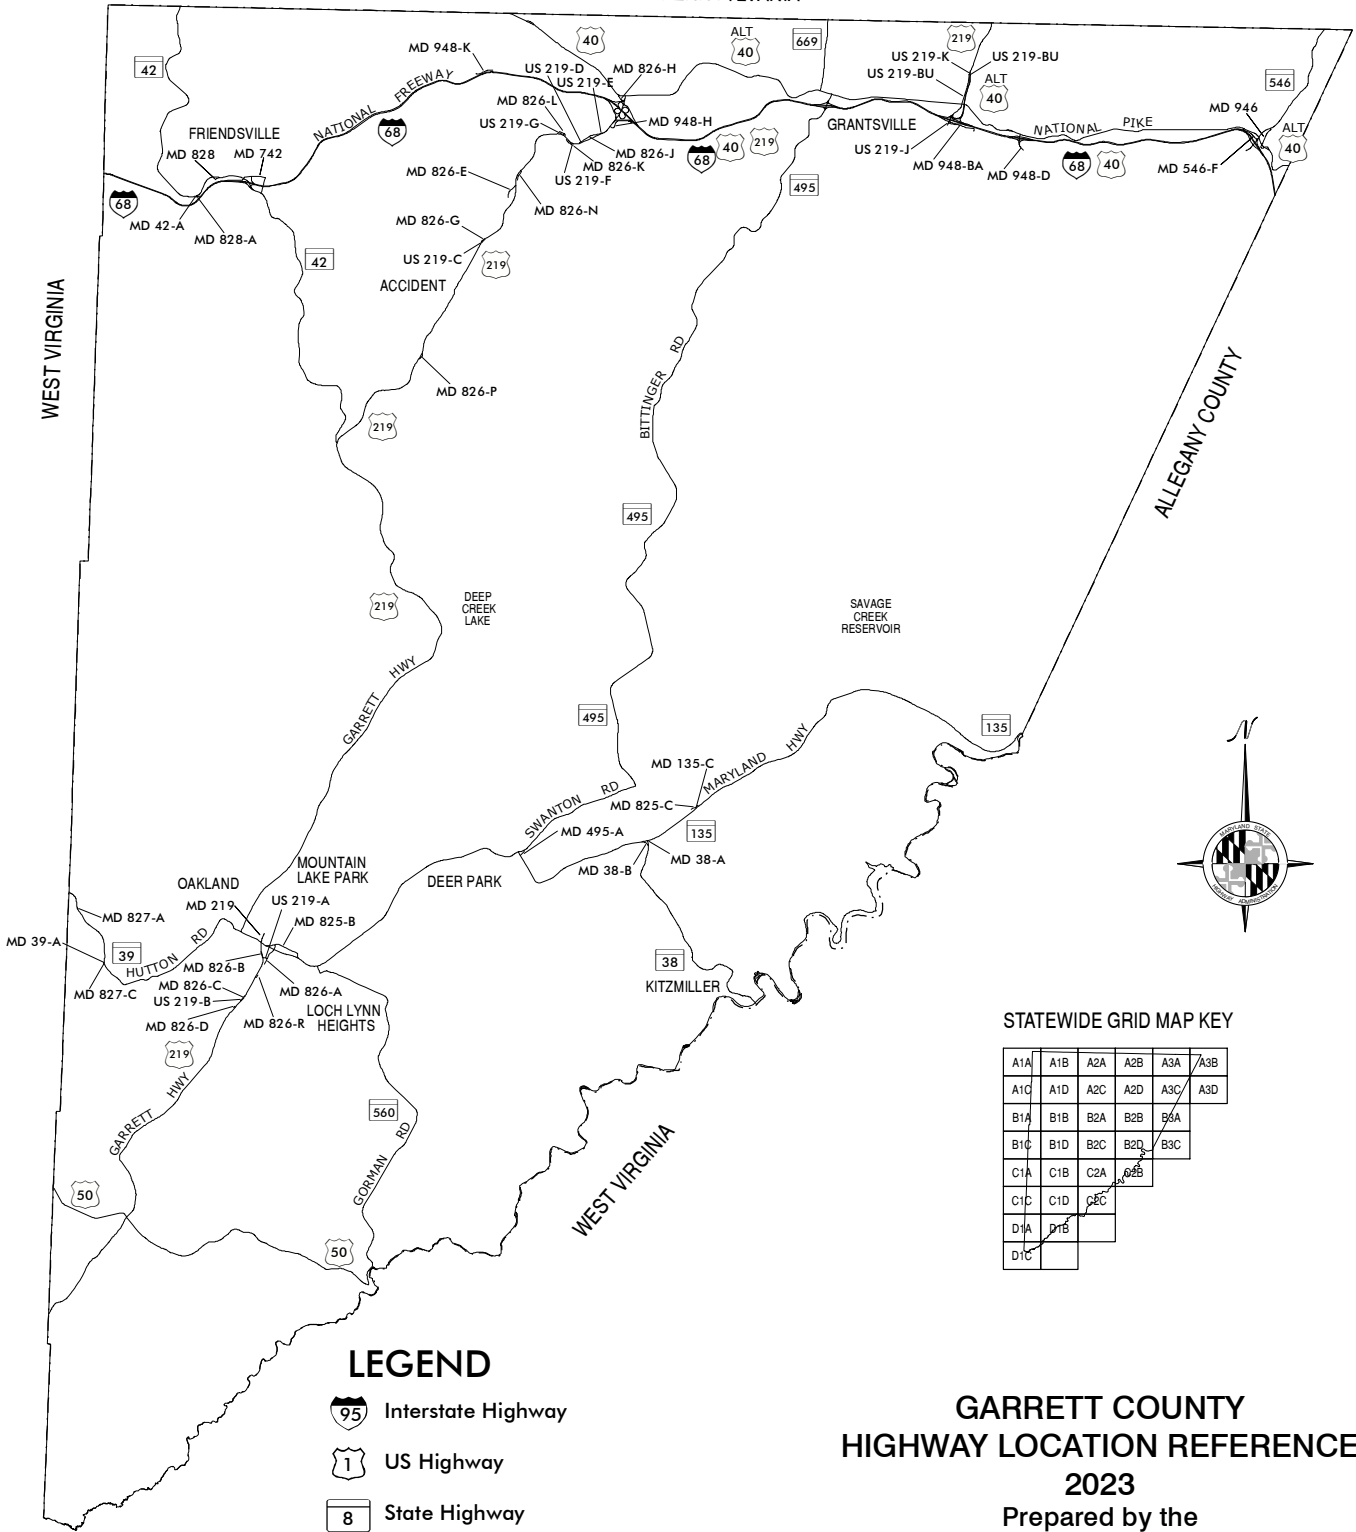 42
MD 948-K
40
ALT
40
669
219
US 219-K
US 219-BU
US 219-BU
ALT
40
546
US 219-D
US 219-E
MD 826-H
MD 826-L
US 219-G
NATIONAL FREEWAY
68
FRIENDSVILLE
MD 828
MD 742
MD 948-H
MD 826-J
MD 826-K
US 219-F
MD 826-E
MD 826-N
68
40
219
GRANTSVILLE
US 219-J
MD 948-BA
MD 948-D
NATIONAL PIKE
68
40
MD 946
ALT
40
MD 546-F
68
MD 42-A
MD 828-A
495
MD 826-G
US 219-C
219
42
ACCIDENT
WEST VIRGINIA
BITTINGER RD
MD 826-P
219
ALLEGANY COUNTY
495
219
DEEP
CREEK
LAKE
SAVAGE
CREEK
RESERVOIR
GARRETT HWY
495
135
MD 135-C
MARYLAND HWY
SWANTON RD
MD 825-C
MD 495-A
135
MD 38-A
MD 38-B
MOUNTAIN
LAKE PARK
DEER PARK
OAKLAND
MD 219
US 219-A
MD 825-B
MD 827-A
MD 39-A
39
HUTTON RD
MD 827-C
MD 826-B
MD 826-C
US 219-B
MD 826-D
MD 826-A
MD 826-R
LOCH LYNN
HEIGHTS
38
KITZMILLER
219
GARRETT HWY
560
GORMAN RD
50
50
WEST VIRGINIA
MARYLAND STATE
HIGHWAY ADMINISTRATION
STATEWIDE GRID MAP KEY
A1A A1B A2A A2B A3A A3B
A1C A1D A2C A2D A3C A3D
B1A B1B B2A B2B B3A
B1C B1D B2C B2D B3C
C1A C1B C2A C2B
C1C C1D C2C
D1A D1B
D1C
LEGEND
95 Interstate Highway
1 US Highway
8 State Highway
GARRETT COUNTY
HIGHWAY LOCATION REFERENCE
2023
Prepared by the